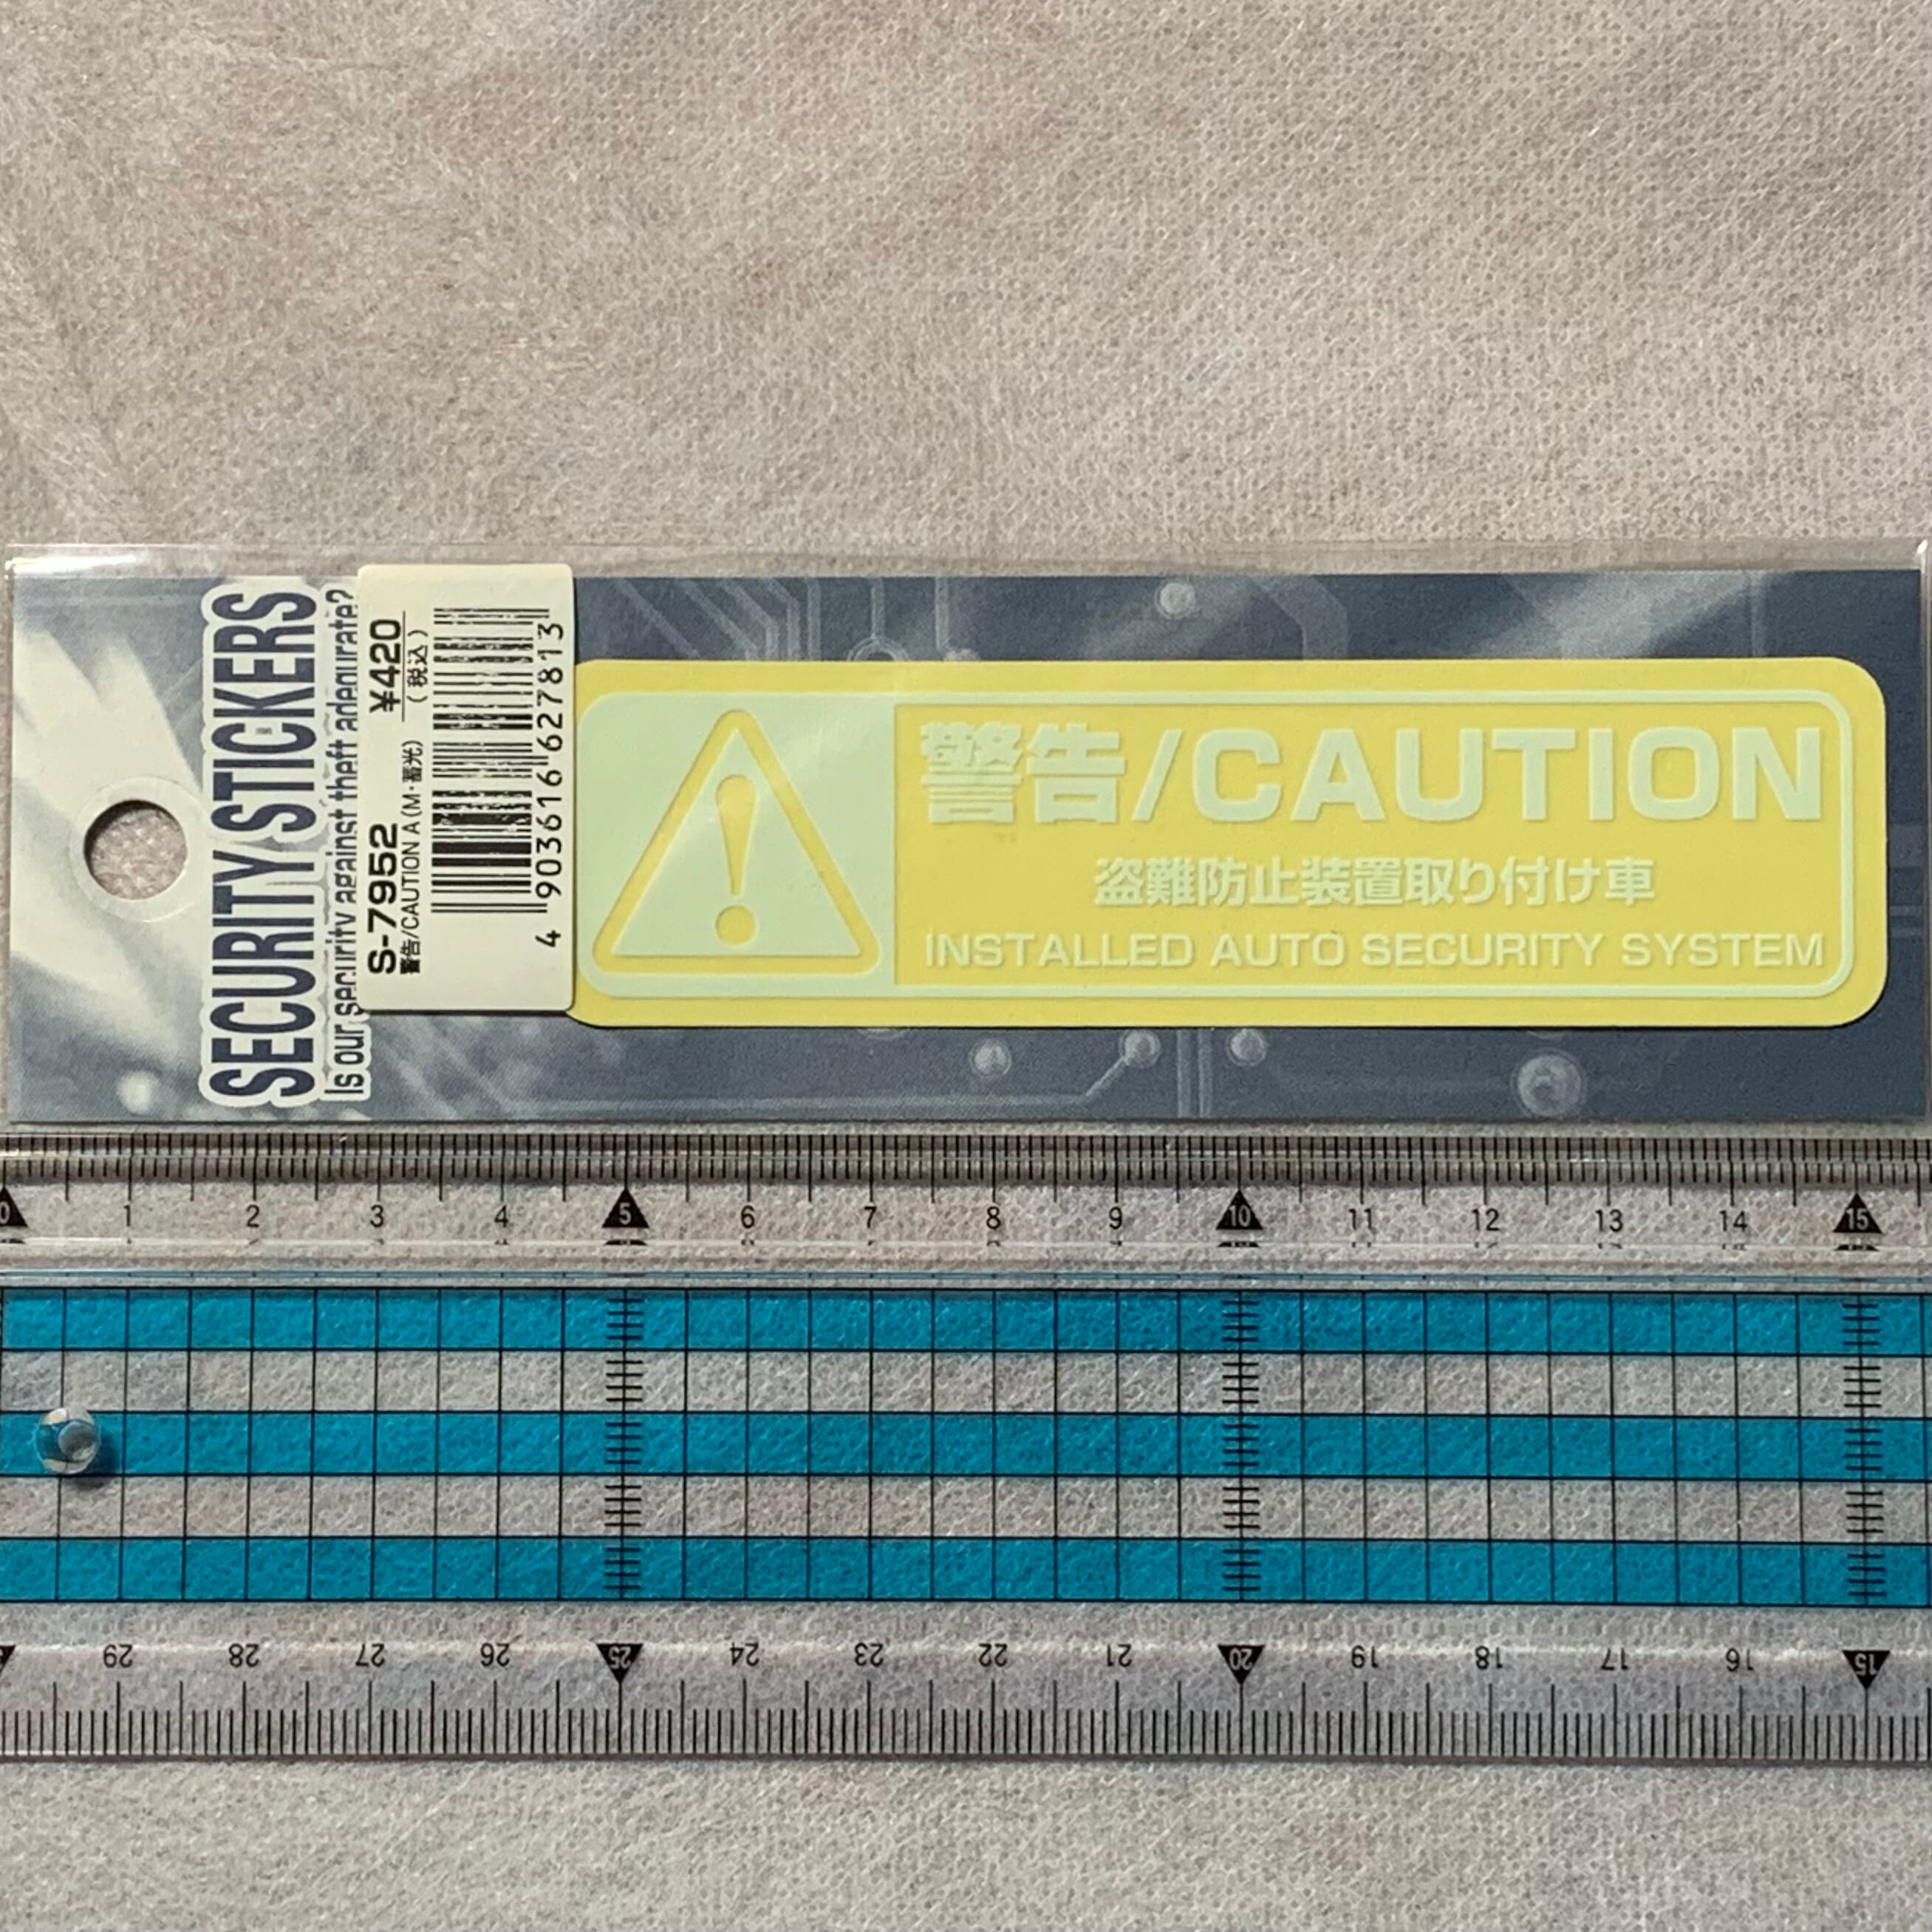 SECURITY STICKERS
Is our security against theft adequrate?
S-7952 ¥420
警告/CAUTION A(M・蓄光) (税込)
4 903616 627813
警告/CAUTION
盗難防止装置取り付け車
INSTALLED AUTO SECURITY SYSTEM
0 1 2 3 4 5 6 7 8 9 10 11 12 13 14 15
29 28 27 26 25 24 23 22 21 20 19 18 17 16 15